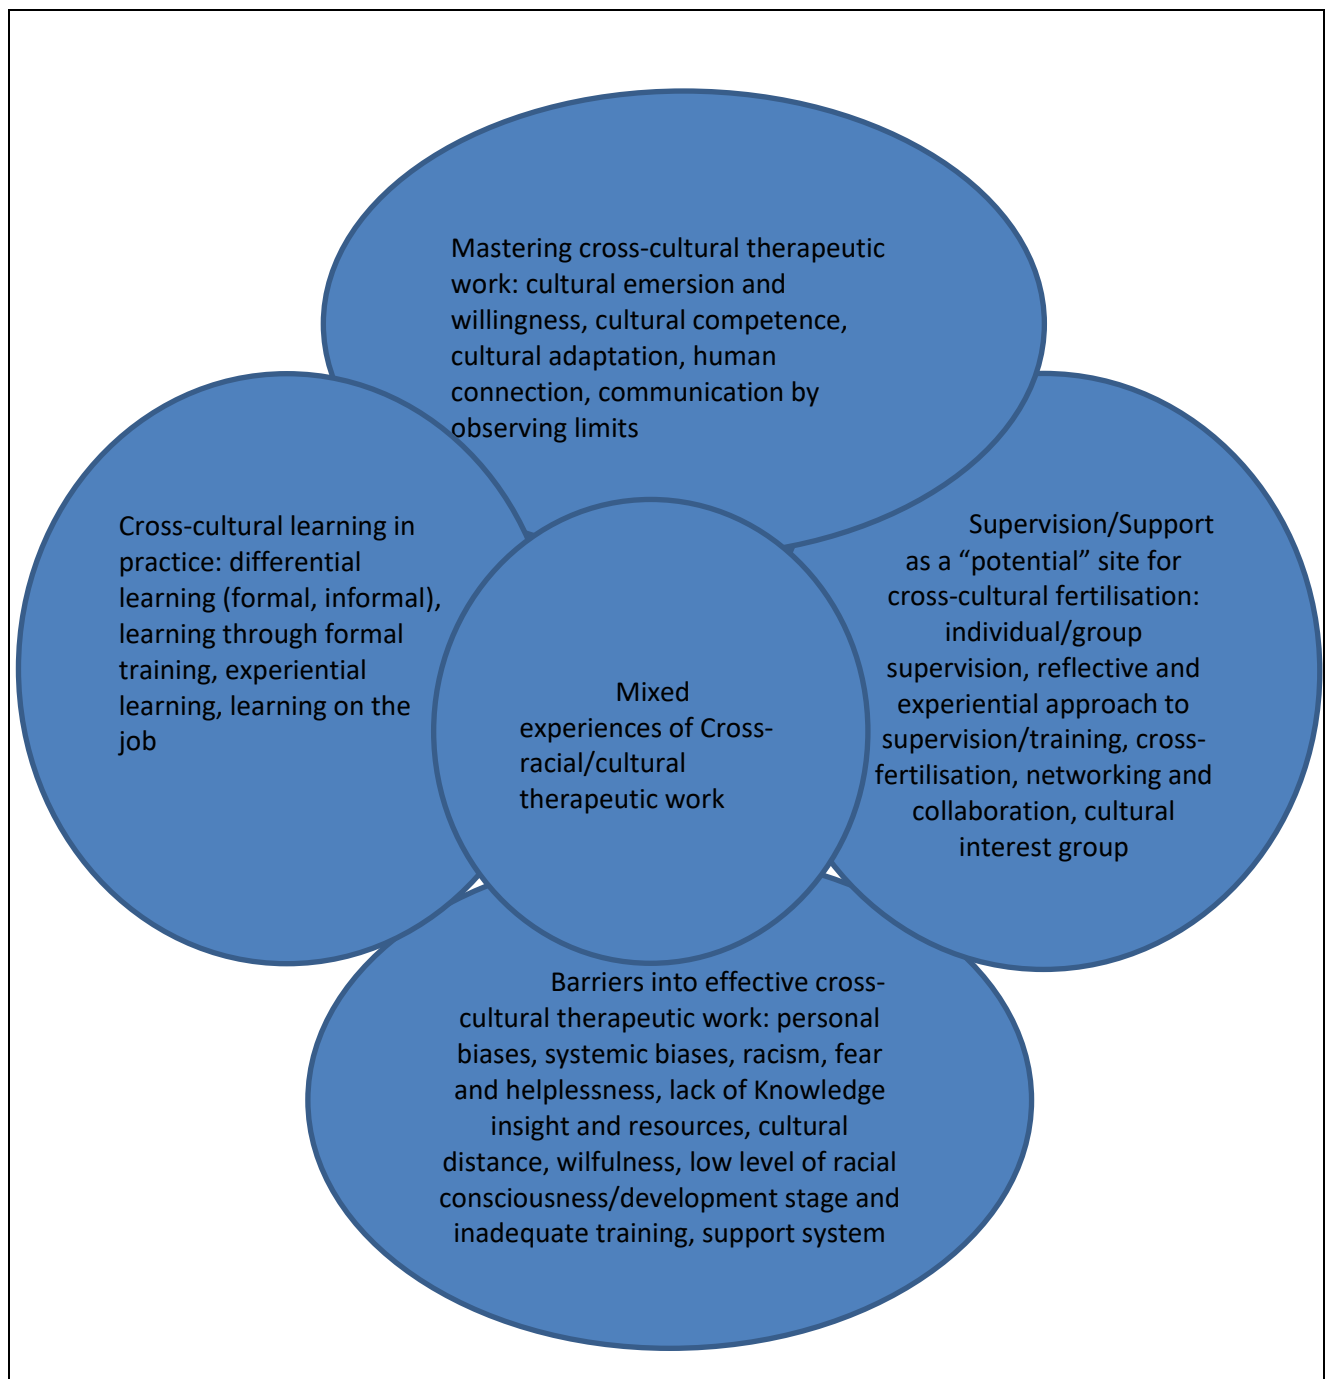 Mastering cross-cultural therapeutic
work: cultural emersion and
willingness, cultural competence,
cultural adaptation, human
connection, communication by
observing limits
Cross-cultural learning in
practice: differential
learning (formal, informal),
learning through formal
training, experiential
learning, learning on the
job
Supervision/Support
as a “potential” site for
cross-cultural fertilisation:
individual/group
supervision, reflective and
experiential approach to
supervision/training, cross-
fertilisation, networking and
collaboration, cultural
interest group
Mixed
experiences of Cross-
racial/cultural
therapeutic work
Barriers into effective cross-
cultural therapeutic work: personal
biases, systemic biases, racism, fear
and helplessness, lack of Knowledge
insight and resources, cultural
distance, wilfulness, low level of racial
consciousness/development stage and
inadequate training, support system